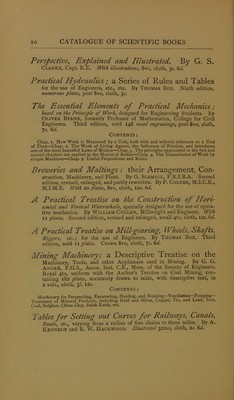 20 CATALOGUE OF SCIENTIFIC BOOKS
Perspective, Explained and Illustrated. By G. S.
CLARKE, Capt. R.E. With illustrations, 8vo, cloth, 3s. 6d.
Practical Hydraulics; a Series of Rules and Tables
for the use of Engineers, etc., etc. By THOMAS BOX. Ninth edition,
numerous plates, post 8vo, cloth, 5s.
The Essential Elements of Practical Mechanics;
based on the Principle of Work, designed for Engineering Students. By
OLIVER BYRNE, formerly Professor of Mathematics, College for Civil
Engineers. Third edition, with 148 wood engravings, post 8vo, cloth,
7s. 6d.
CONTENTS:
Chap. 1. How Work is Measured by a Unit, both with and without reference to a Unit
of Time—Chap. 2. The Work of Living Agents, the Influence of Friction, and introduces
one of the most beautiful Laws of Motion—Chap. 3. The principles expounded in the first and
second chapters are applied to the Motion of Bodies—Chap. 4. The Transmission of Work by
simple Machines—Chap. 5. Useful Propositions and Rules.
Breweries and Maltings: their Arrangement, Con-
struction, Machinery, and Plant. By G. SCAMELL, F.R.I.B.A. Second
edition, revised, enlarged, and partly rewritten. By F. COLYER, M.I.C.E.,
M.I.M.E. With 20 plates, 8vo, cloth, 12s. 6d.
A Practical Treatise on the Construction of Hori-
zontal and Vertical Waterwheels, specially designed for the use of opera-
tive mechanics. By WILLIAM CULLEN, Millwright and Engineer. With
11 plates. Second edition, revised and enlarged, small 4to, cloth, 12s. 6d.
A Practical Treatise on Mill-gearing, Wheels, Shafts,
Riggers, etc.; for the use of Engineers. By THOMAS BOX. Third
edition, with 11 plates. Crown 8vo, cloth, 7s. 6d.
Mining Machinery: a Descriptive Treatise on the
Machinery, Tools, and other Appliances used in Mining. By G. G.
ANDRÉ, F.G.S., Assoc. Inst. C.E., Mem. of the Society of Engineers.
Royal 4to, uniform with the Author's Treatise on Coal Mining, con-
taining 182 plates, accurately drawn to scale, with descriptive text, in
2 vols., cloth, 3l. 12s.
CONTENTS:
Machinery for Prospecting, Excavating, Hauling, and Hoisting—Ventilation—Pumping—
Treatment of Mineral Products, including Gold and Silver, Copper, Tin, and Lead, Iron,
Coal, Sulphur, China Clay, Brick Earth, etc.
Tables for Setting out Curves for Railways, Canals,
Roads, etc., varying from a radius of five chains to three miles. By A.
KENNEDY and R. W. HACKWOOD. Illustrated 32mo, cloth, 2s. 6d.